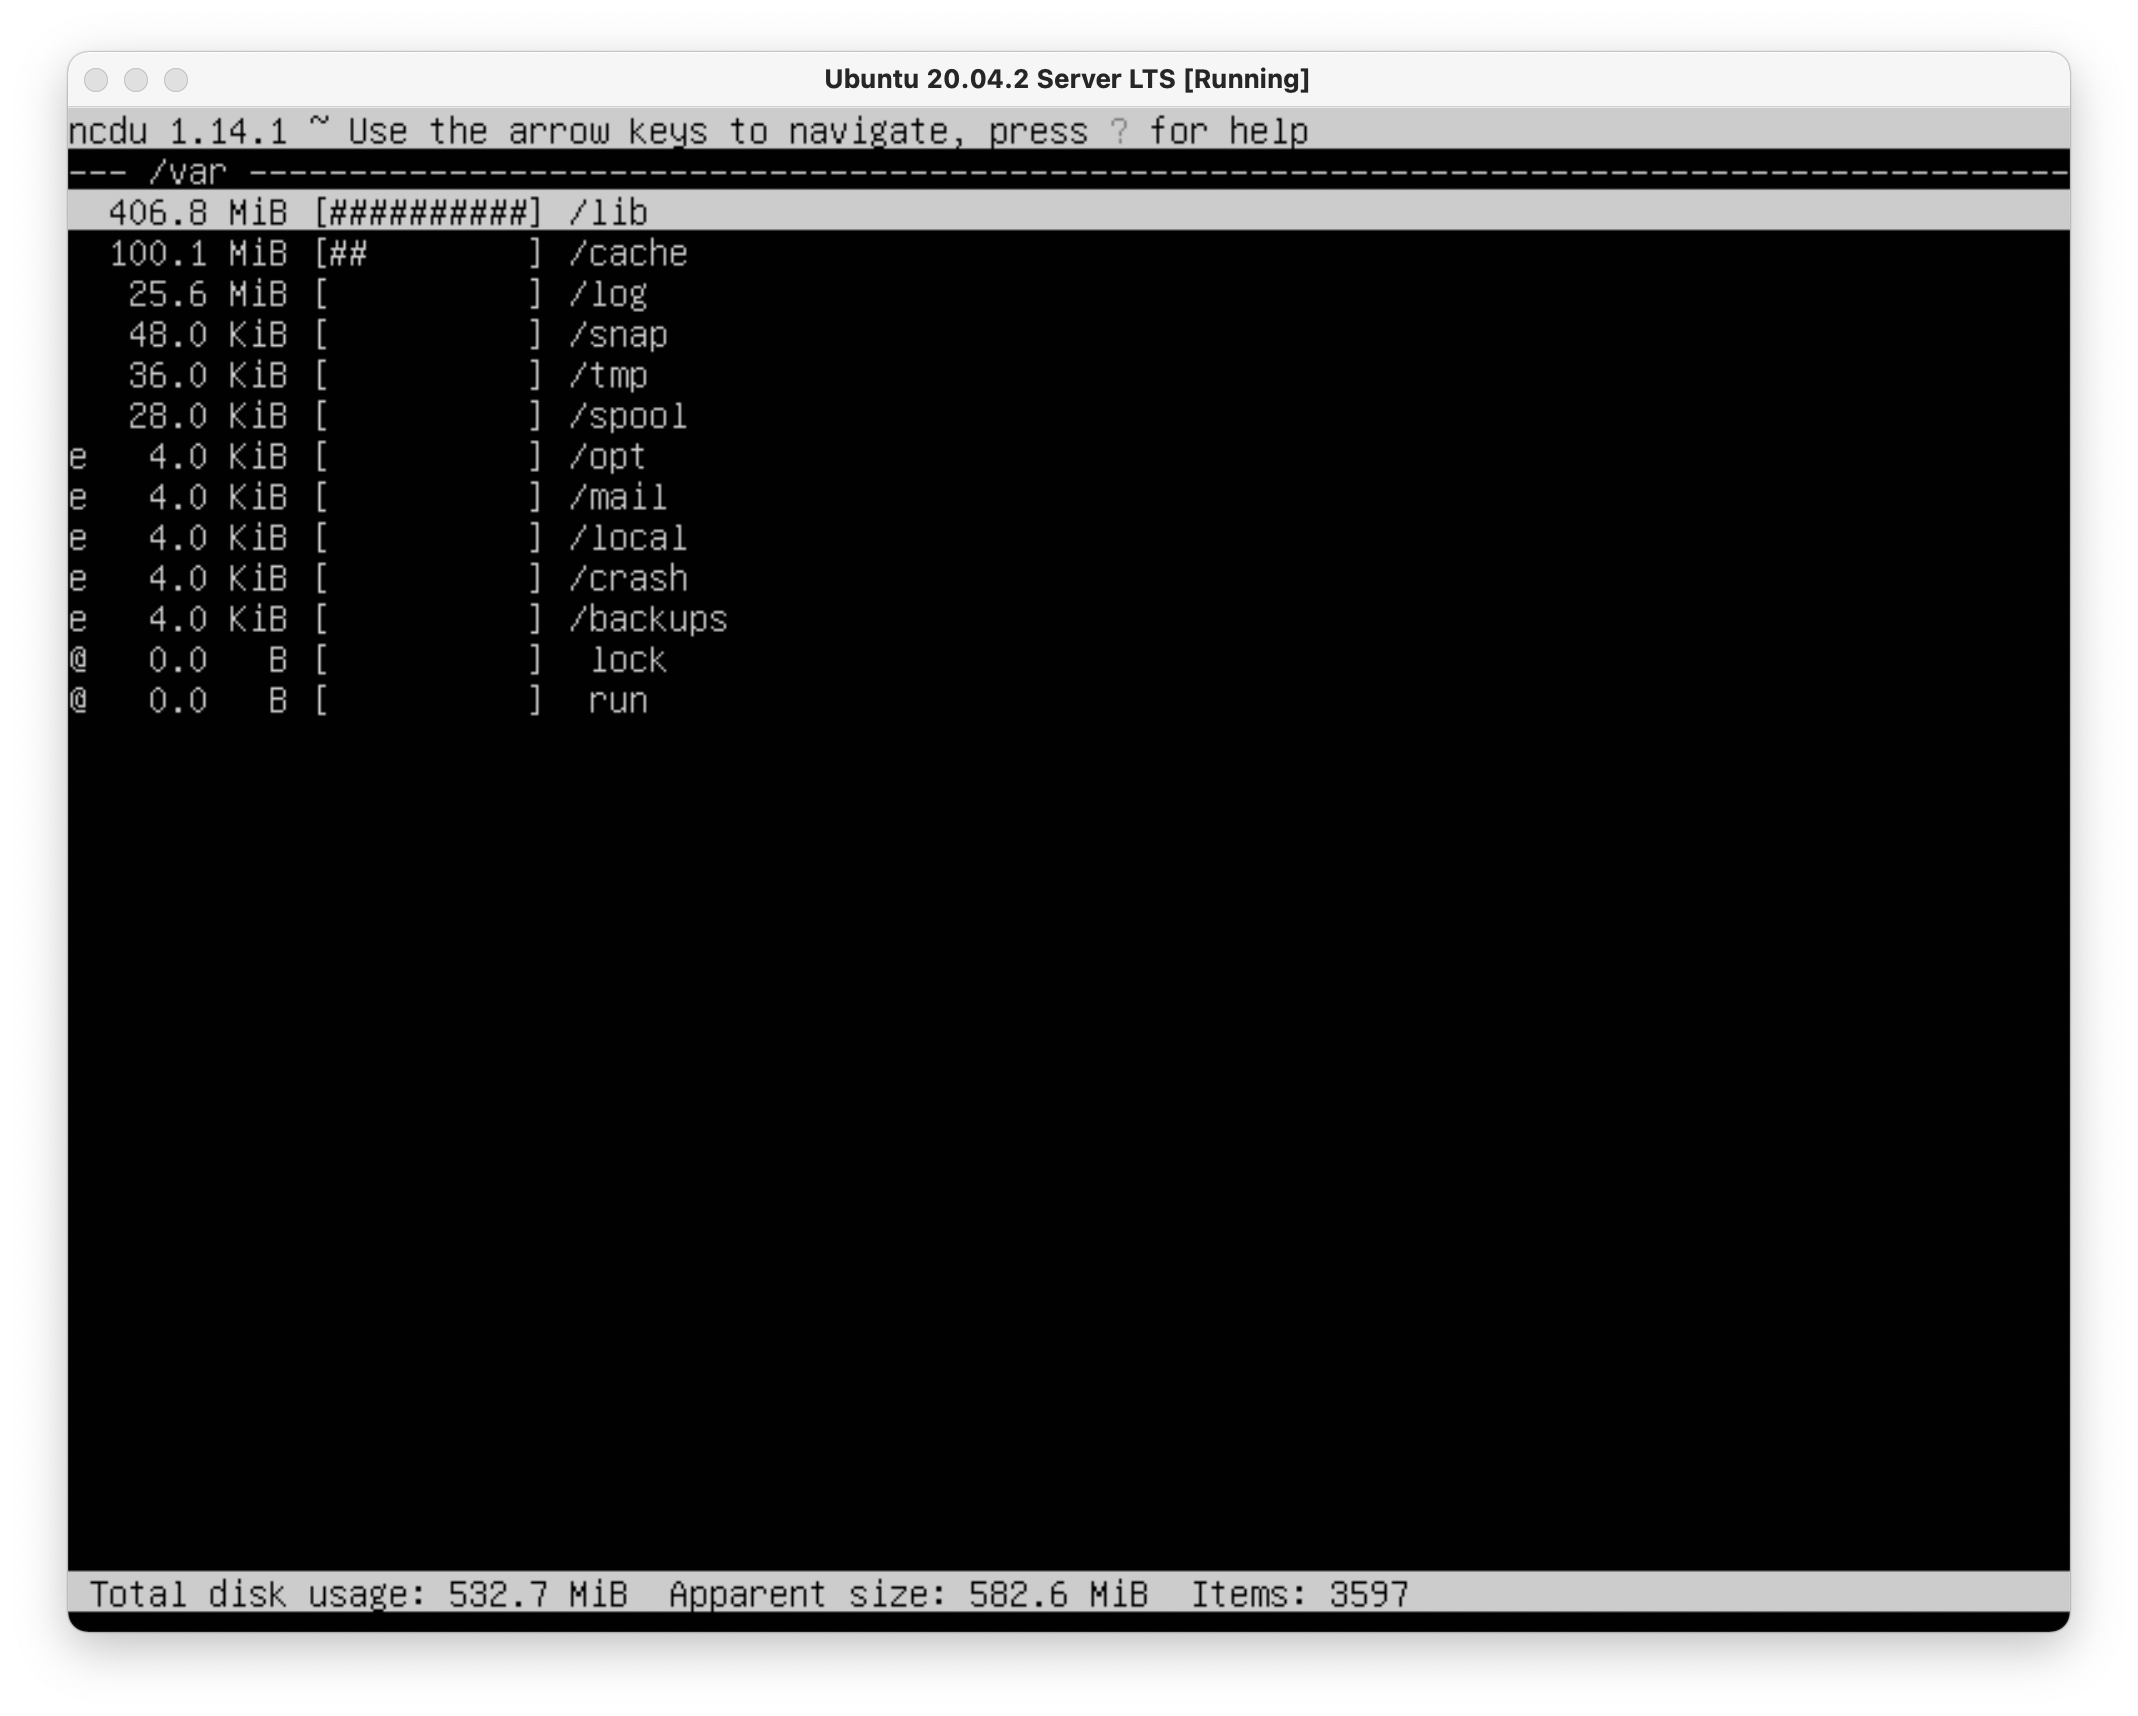 Ubuntu 20.04.2 Server LTS [Running]
ncdu 1.14.1 ~ Use the arrow keys to navigate, press ? for help
--- /var -------------------------------------------------------------------------------------------
  406.8 MiB [##########] /lib
  100.1 MiB [##        ] /cache
   25.6 MiB [          ] /log
   48.0 KiB [          ] /snap
   36.0 KiB [          ] /tmp
   28.0 KiB [          ] /spool
e   4.0 KiB [          ] /opt
e   4.0 KiB [          ] /mail
e   4.0 KiB [          ] /local
e   4.0 KiB [          ] /crash
e   4.0 KiB [          ] /backups
@   0.0   B [          ]  lock
@   0.0   B [          ]  run
Total disk usage: 532.7 MiB  Apparent size: 582.6 MiB  Items: 3597